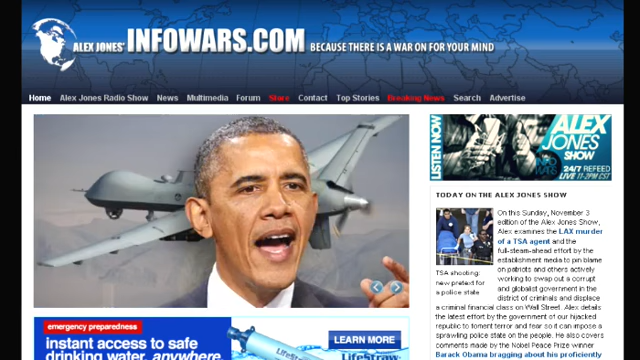 ALEX JONES' INFOWARS.COM BECAUSE THERE IS A WAR ON FOR YOUR MIND
Home Alex Jones Radio Show News Multimedia Forum Store Contact Top Stories Breaking News Search Advertise
LISTEN NOW
ALEX
JONES
SHOW
24/7 REFEED
LIVE 11-2PM CST
TODAY ON THE ALEX JONES SHOW
On this Sunday, November 3
edition of the Alex Jones Show,
Alex examines the LAX murder
of a TSA agent and the
full-steam-ahead effort by the
establishment media to pin blame
on patriots and others actively
working to swap out a corrupt
and globalist government in the
TSA shooting:
new pretext for
a police state
district of criminals and displace
a criminal financial class on Wall Street. Alex details
the latest effort by the government of our hijacked
republic to foment terror and fear so it can impose a
sprawling police state on the people. He also covers
comments made by the Nobel Peace Prize winner
Barack Obama bragging about his proficiently
emergency preparedness
instant access to safe
drinking water, anywhere
LifeStraw
LEARN MORE
LifeStraw